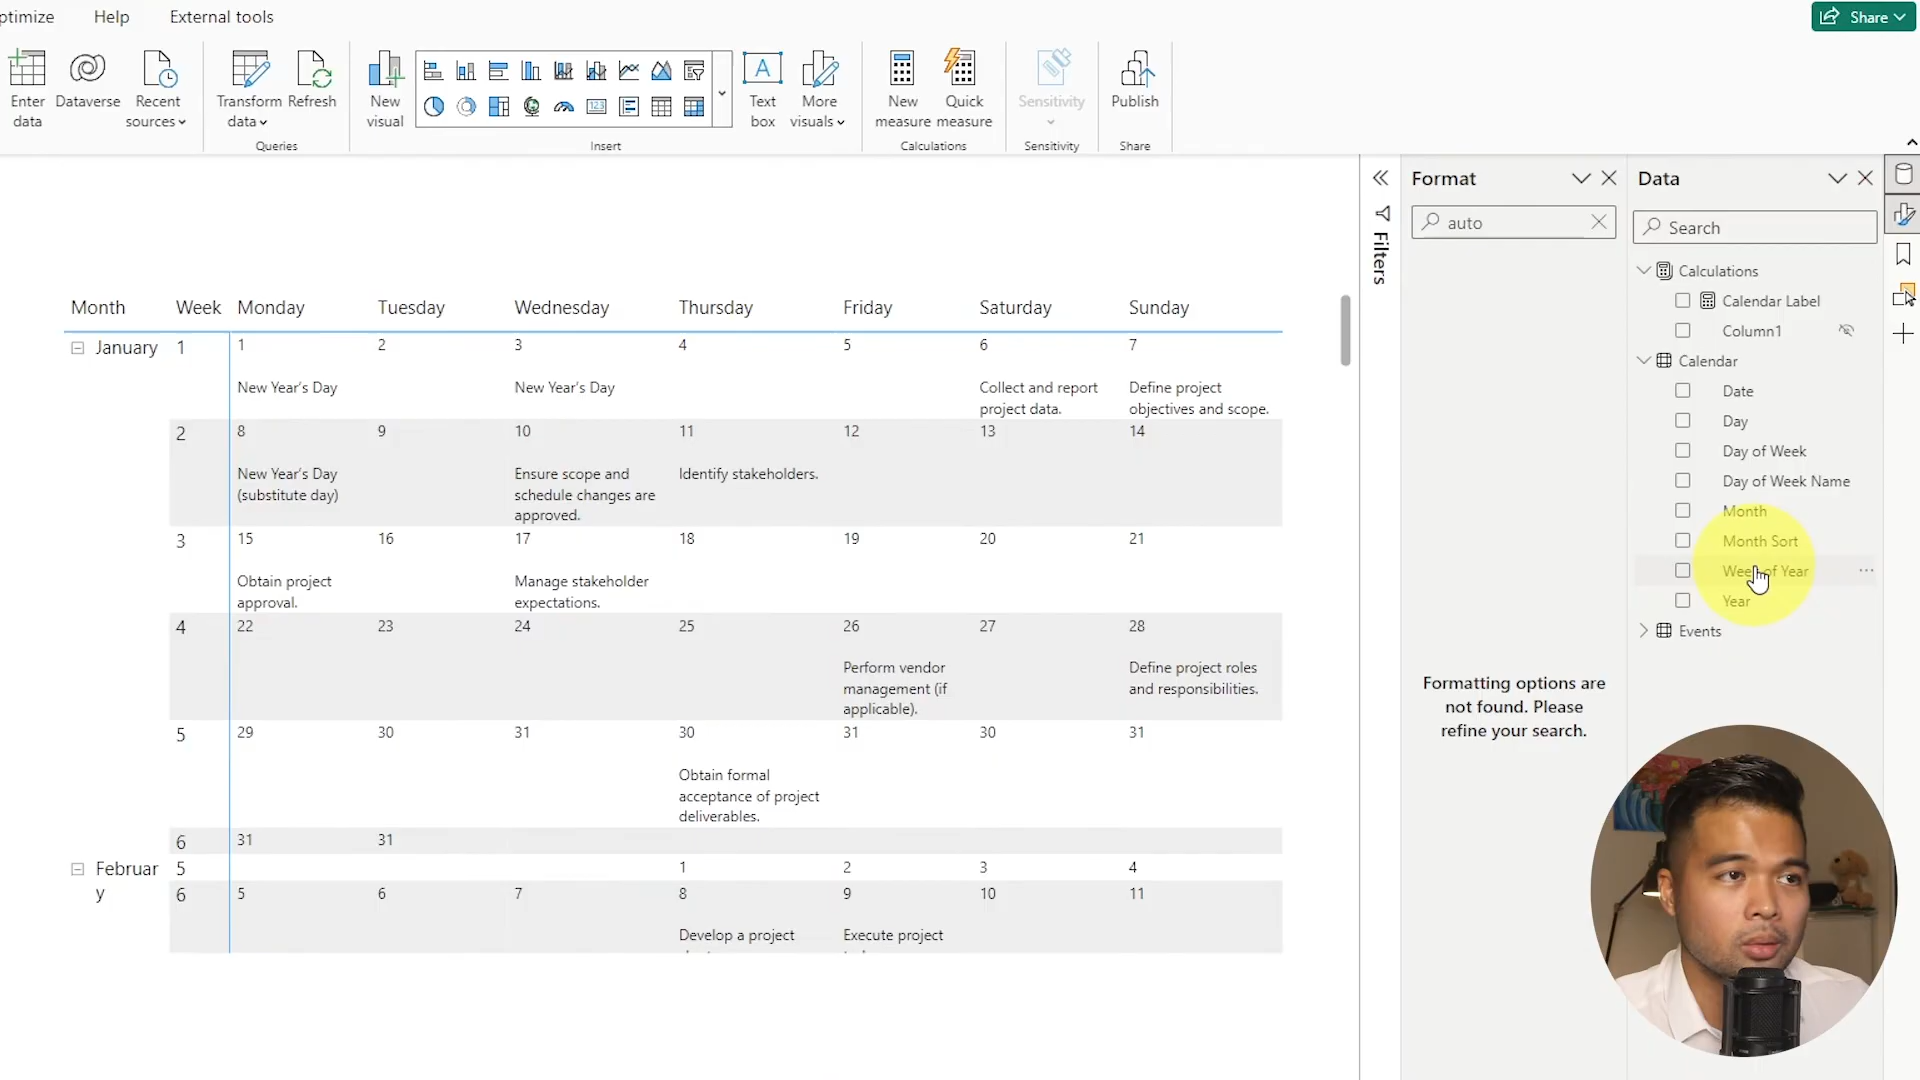 ptimize
Help
External tools
Share
Enter
data
Dataverse
Recent
sources
Transform
data
Refresh
New
visual
123
A
Text
box
More
visuals
New
measure
Quick
measure
Sensitivity
Publish
Queries
Insert
Calculations
Sensitivity
Share
Filters
Format
auto
Formatting options are
not found. Please
refine your search.
Data
Search
Calculations
Calendar Label
Column1
Calendar
Date
Day
Day of Week
Day of Week Name
Month
Month Sort
Week of Year
Year
Events
Month Week Monday Tuesday Wednesday Thursday Friday Saturday Sunday
January 1 1 2 3 4 5 6 7
New Year's Day New Year's Day Collect and report Define project
project data. objectives and scope.
2 8 9 10 11 12 13 14
New Year's Day Ensure scope and Identify stakeholders.
(substitute day) schedule changes are
approved.
3 15 16 17 18 19 20 21
Obtain project Manage stakeholder
approval. expectations.
4 22 23 24 25 26 27 28
Perform vendor Define project roles
management (if and responsibilities.
applicable).
5 29 30 31 30 31 30 31
Obtain formal
acceptance of project
deliverables.
6 31 31
Februar 5 1 2 3 4
y 6 5 6 7 8 9 10 11
Develop a project Execute project